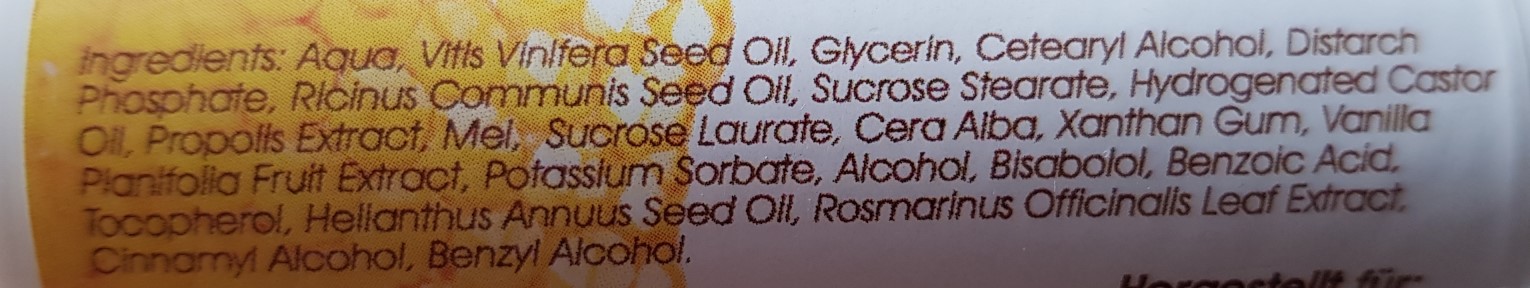 Ingredients: Aqua, Vitis Vinifera Seed Oil, Glycerin, Cetearyl Alcohol, Distarch
Phosphate, Ricinus Communis Seed Oil, Sucrose Stearate, Hydrogenated Castor
Oil, Propolis Extract, Mel, Sucrose Laurate, Cera Alba, Xanthan Gum, Vanilla
Planifolia Fruit Extract, Potassium Sorbate, Alcohol, Bisabolol, Benzoic Acid,
Tocopherol, Helianthus Annuus Seed Oil, Rosmarinus Officinalis Leaf Extract,
Cinnamyl Alcohol, Benzyl Alcohol.
Hergestellt für: